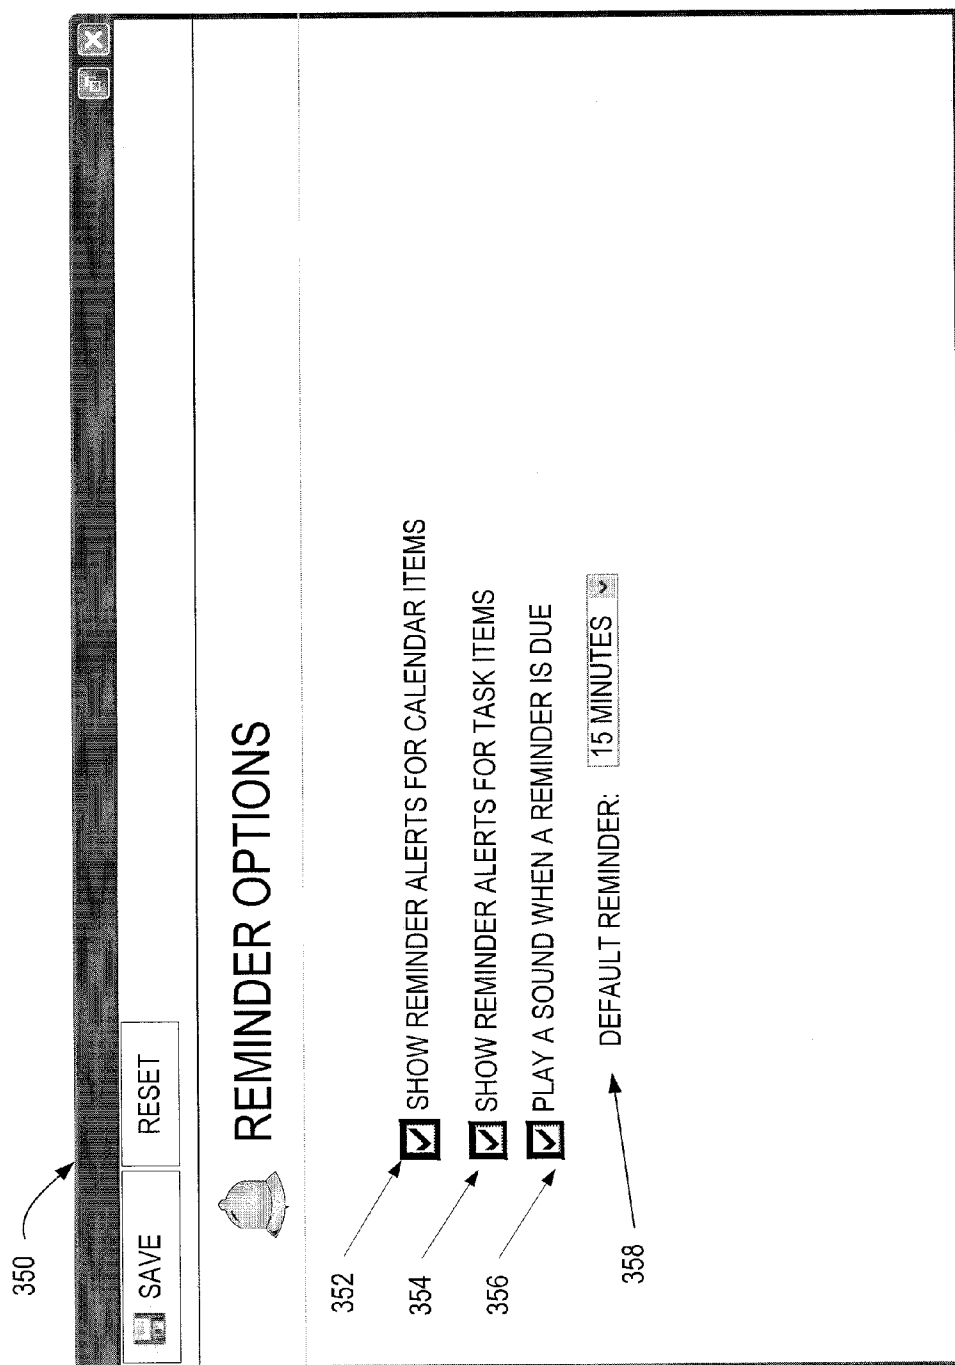 350
SAVE RESET
REMINDER OPTIONS
352 SHOW REMINDER ALERTS FOR CALENDAR ITEMS
354 SHOW REMINDER ALERTS FOR TASK ITEMS
356 PLAY A SOUND WHEN A REMINDER IS DUE
358 DEFAULT REMINDER: 15 MINUTES